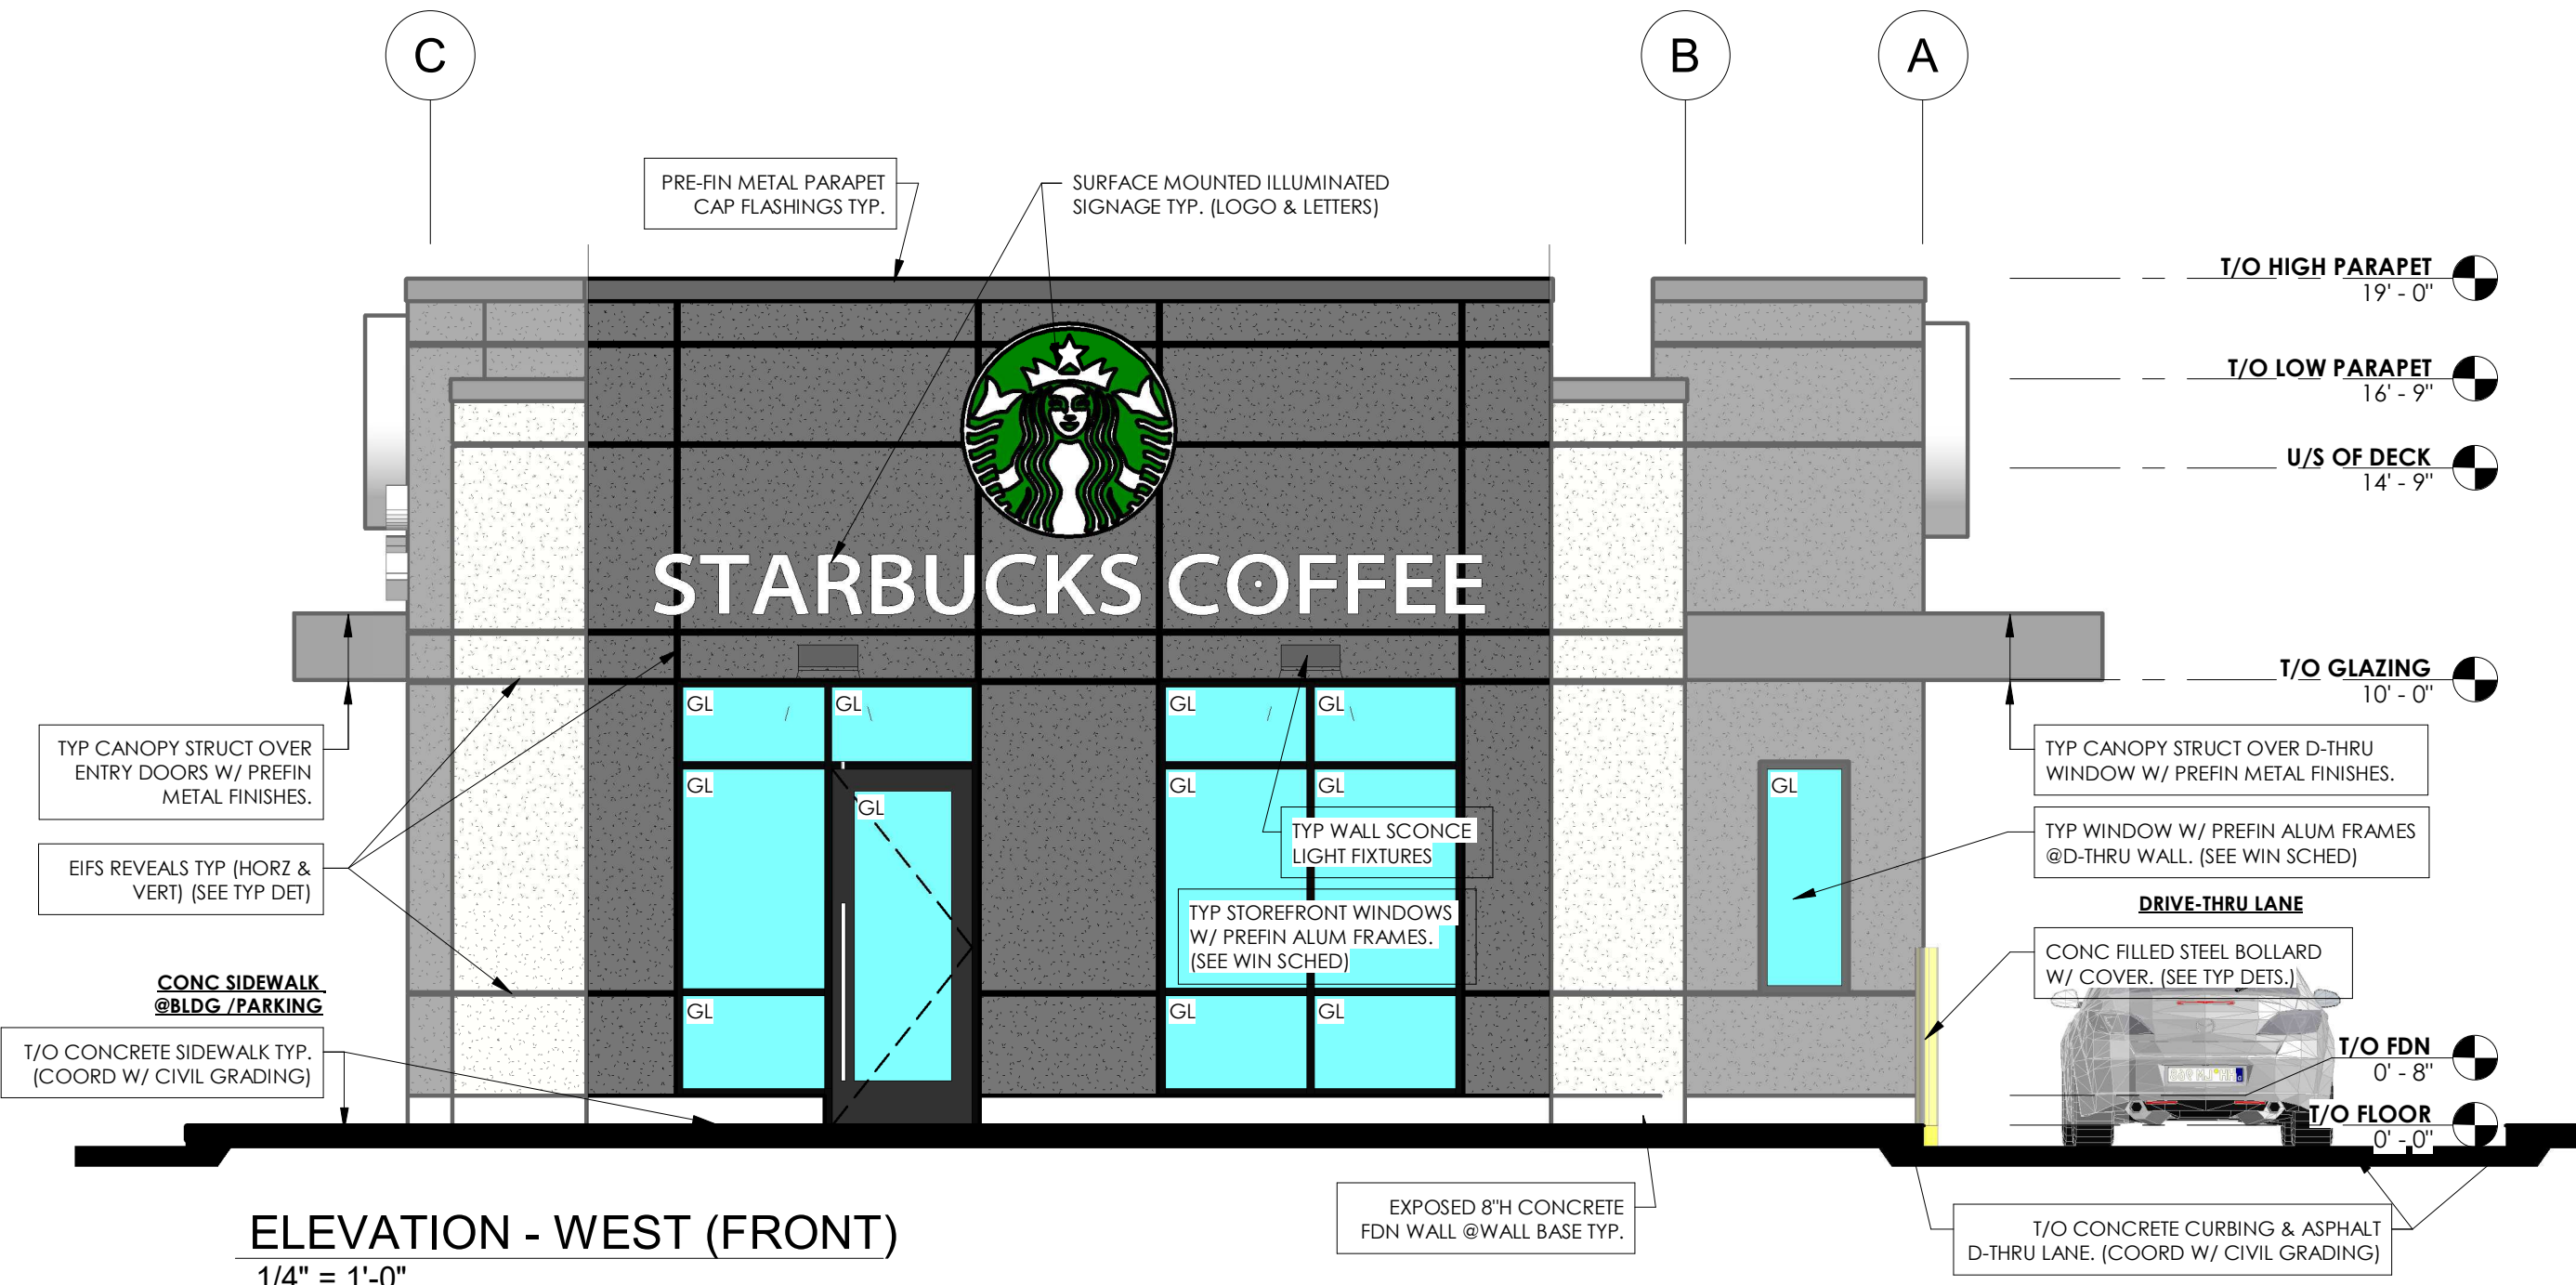 C
B
A
PRE-FIN METAL PARAPET
CAP FLASHINGS TYP.
SURFACE MOUNTED ILLUMINATED
SIGNAGE TYP. (LOGO & LETTERS)
T/O HIGH PARAPET
19' - 0"
T/O LOW PARAPET
16' - 9"
U/S OF DECK
14' - 9"
STARBUCKS COFFEE
T/O GLAZING
10' - 0"
GL
GL
GL
GL
TYP CANOPY STRUCT OVER
ENTRY DOORS W/ PREFIN
METAL FINISHES.
TYP CANOPY STRUCT OVER D-THRU
WINDOW W/ PREFIN METAL FINISHES.
GL
GL
GL
GL
GL
TYP WALL SCONCE
LIGHT FIXTURES
TYP WINDOW W/ PREFIN ALUM FRAMES
@D-THRU WALL. (SEE WIN SCHED)
EIFS REVEALS TYP (HORZ &
VERT) (SEE TYP DET)
TYP STOREFRONT WINDOWS
W/ PREFIN ALUM FRAMES.
(SEE WIN SCHED)
DRIVE-THRU LANE
CONC FILLED STEEL BOLLARD
W/ COVER. (SEE TYP DETS.)
CONC SIDEWALK
@BLDG /PARKING
GL
GL
GL
T/O CONCRETE SIDEWALK TYP.
(COORD W/ CIVIL GRADING)
T/O FDN
0' - 8"
T/O FLOOR
0' - 0"
EXPOSED 8"H CONCRETE
FDN WALL @WALL BASE TYP.
T/O CONCRETE CURBING & ASPHALT
D-THRU LANE. (COORD W/ CIVIL GRADING)
ELEVATION - WEST (FRONT)
1/4" = 1'-0"